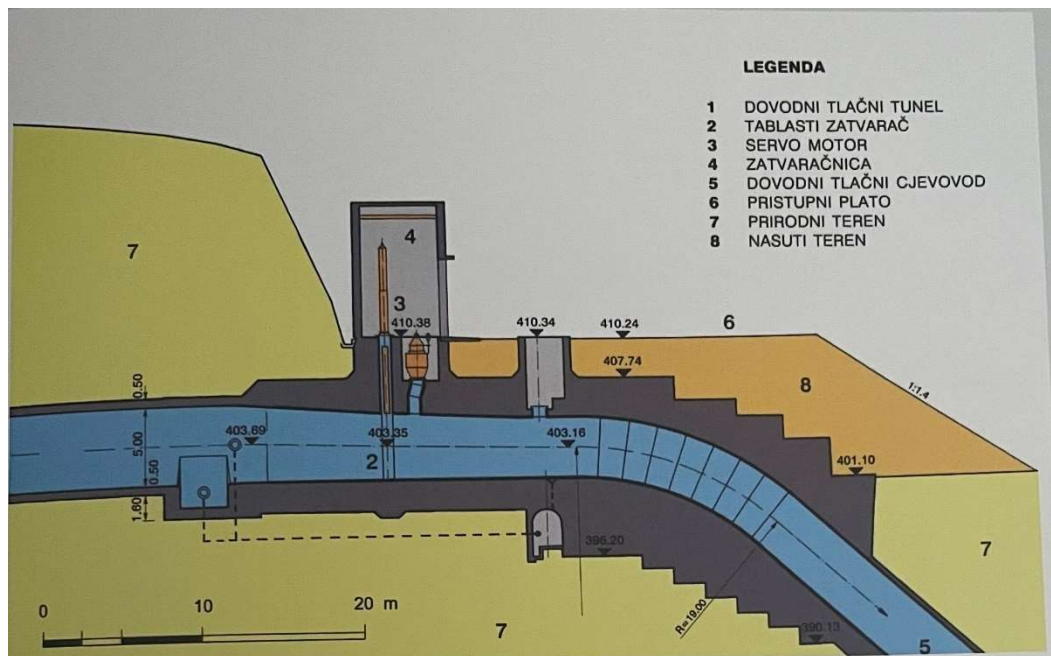 LEGENDA
1 DOVODNI TLAČNI TUNEL
2 TABLASTI ZATVARAČ
3 SERVO MOTOR
4 ZATVARAČNICA
5 DOVODNI TLAČNI CJEVOVOD
6 PRISTUPNI PLATO
7 PRIRODNI TEREN
8 NASUTI TEREN
7
4
3
410.38
410.34
410.24
6
407.74
8
1:1.4
0.50
5.00
0.50
1.60
403.69
403.35
403.16
2
401.10
396.20
7
R=19.00
390.13
5
7
0 10 20 m